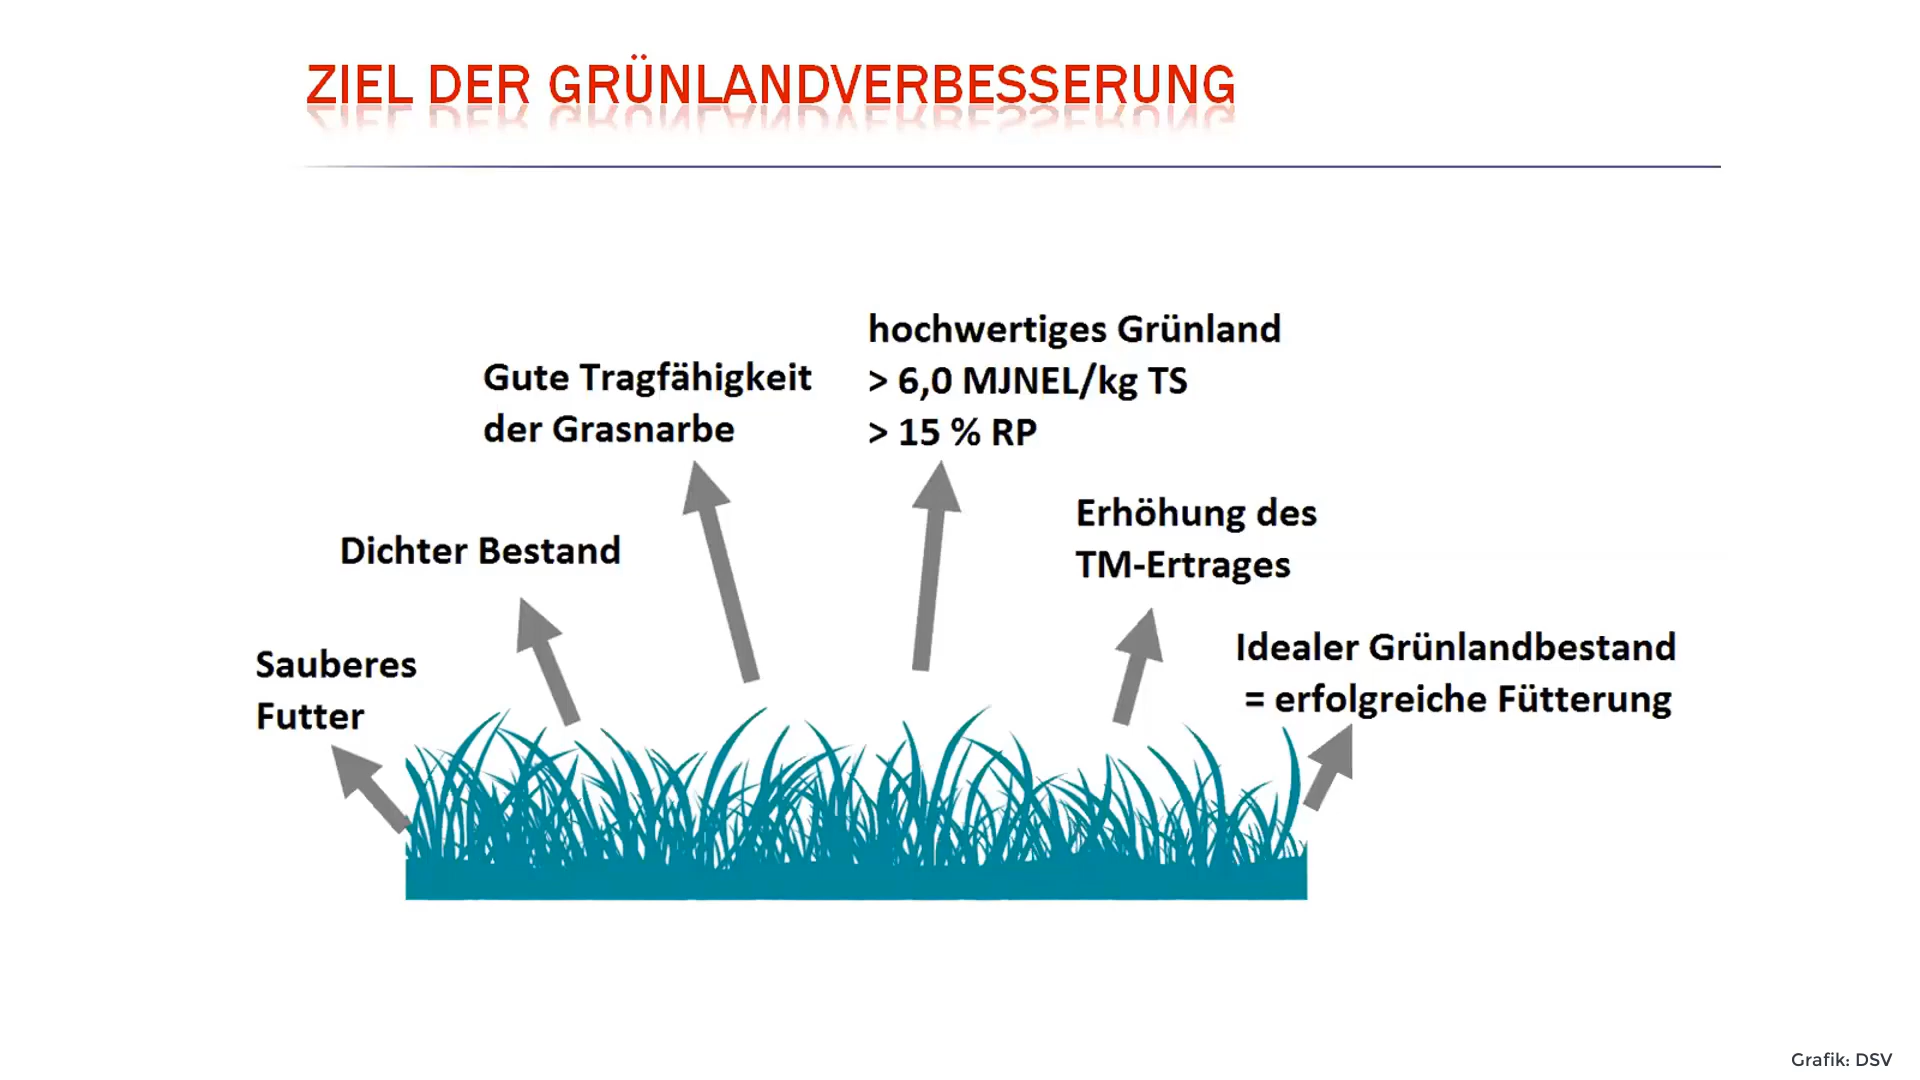 ZIEL DER GRÜNLANDVERBESSERUNG
hochwertiges Grünland
> 6,0 MJNEL/kg TS
> 15 % RP
Gute Tragfähigkeit
der Grasnarbe
Erhöhung des
TM-Ertrages
Dichter Bestand
Idealer Grünlandbestand
= erfolgreiche Fütterung
Sauberes
Futter
Grafik: DSV